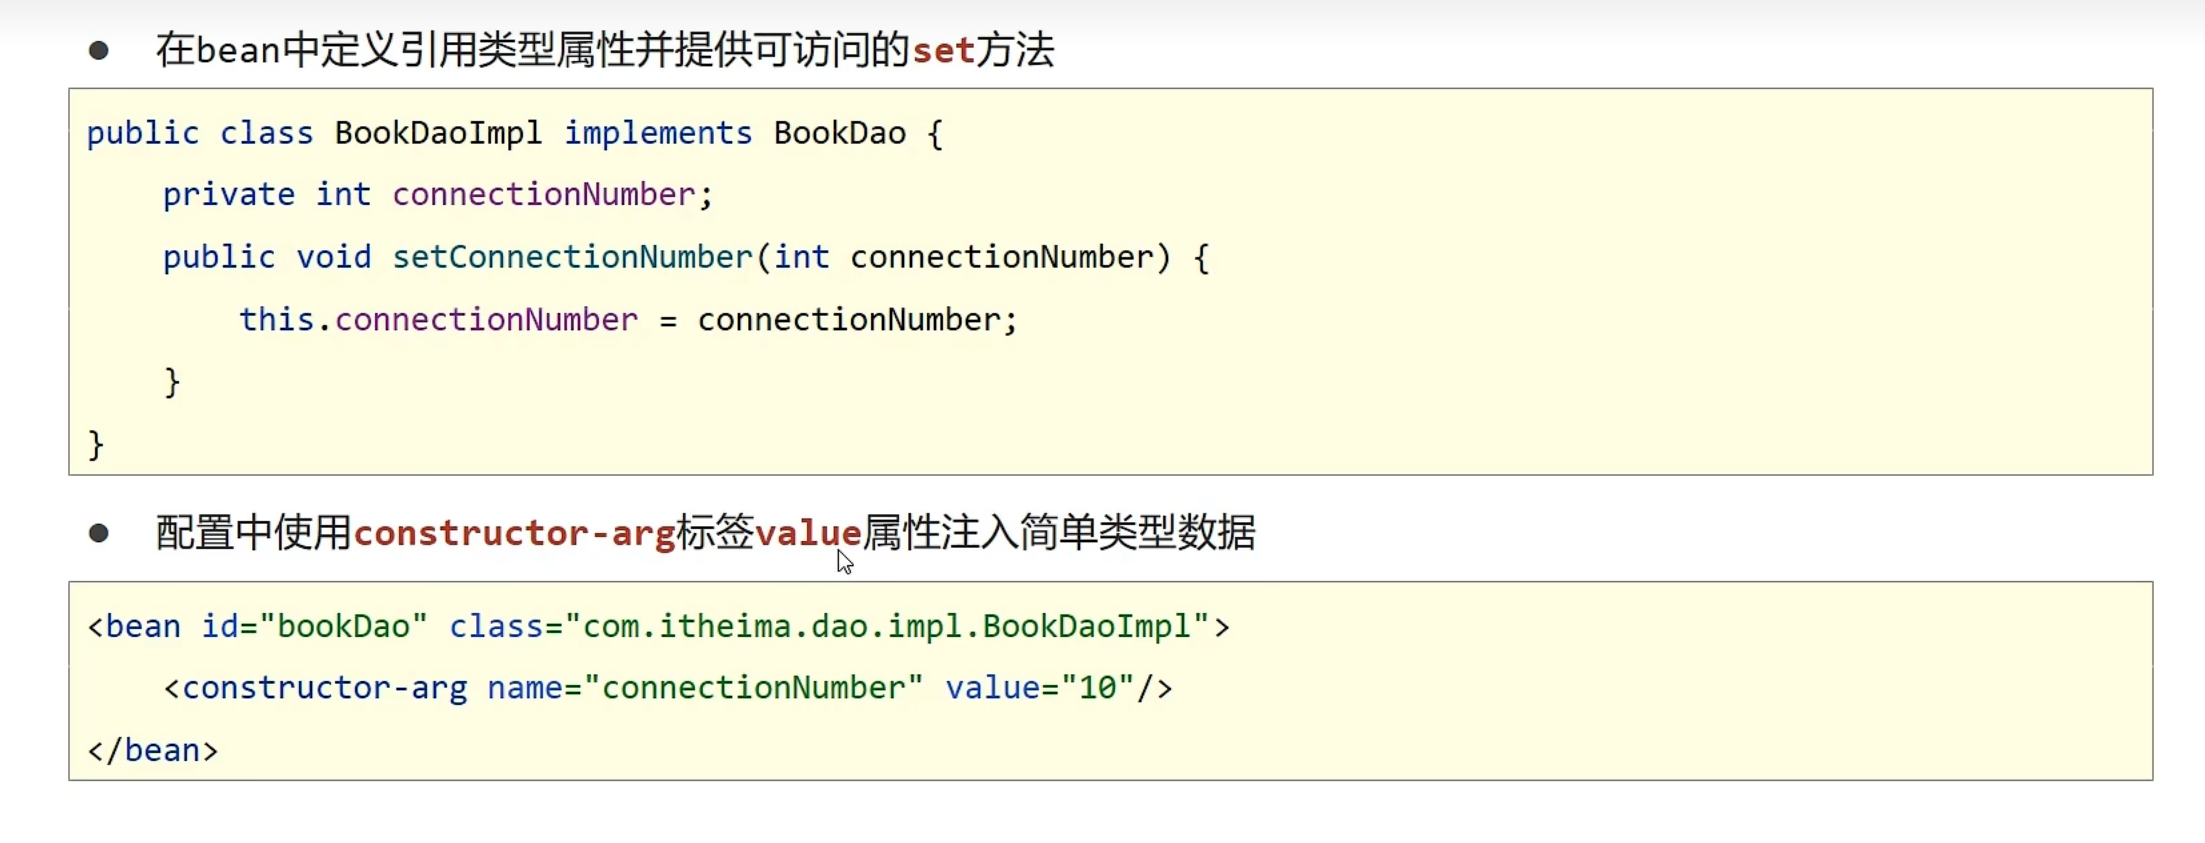 ● 在bean中定义引用类型属性并提供可访问的set方法
public class BookDaoImpl implements BookDao {
    private int connectionNumber;
    public void setConnectionNumber(int connectionNumber) {
        this.connectionNumber = connectionNumber;
    }
}
● 配置中使用constructor-arg标签value属性注入简单类型数据
<bean id="bookDao" class="com.itheima.dao.impl.BookDaoImpl">
    <constructor-arg name="connectionNumber" value="10"/>
</bean>